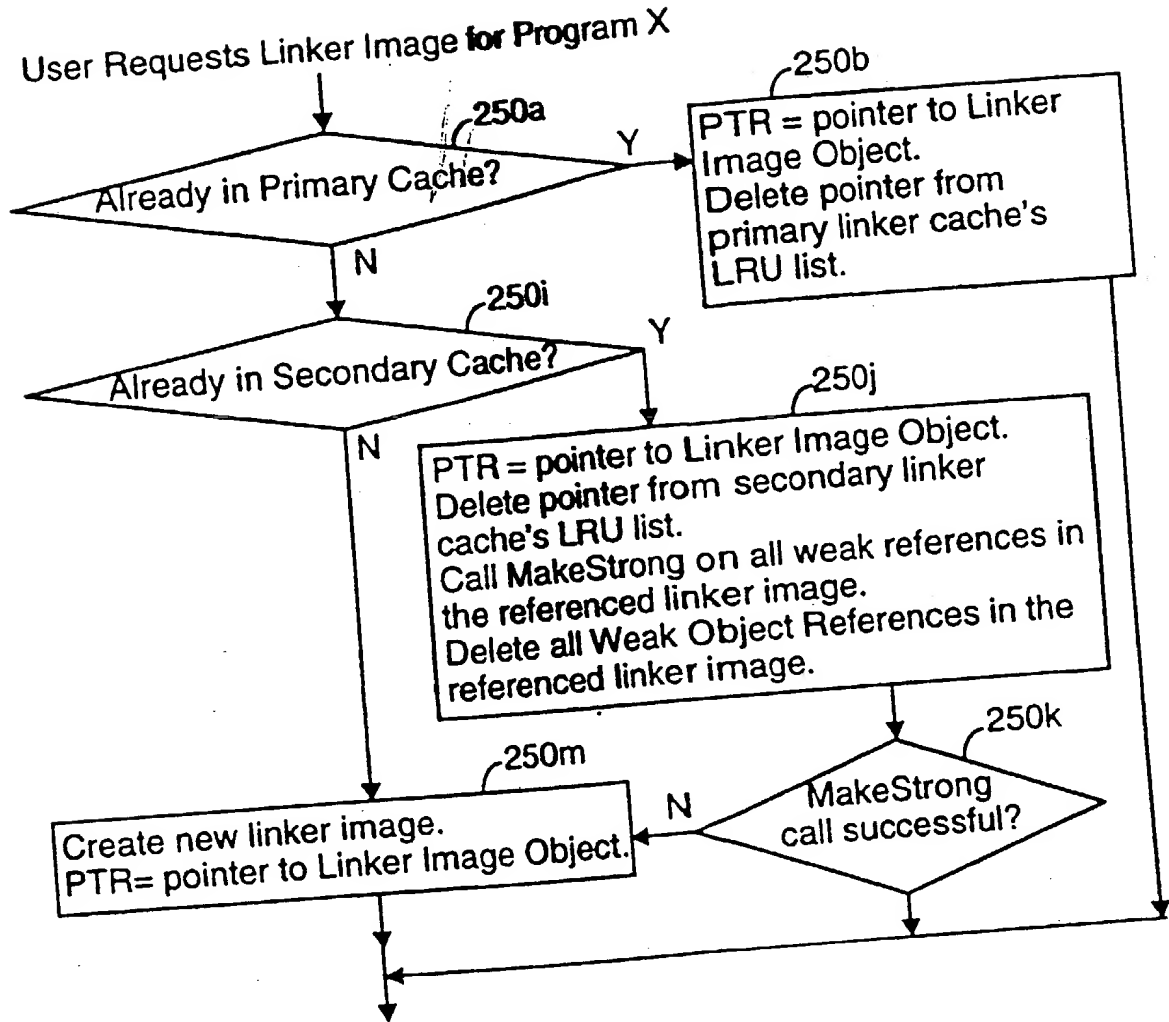 User Requests Linker Image for Program X
250a
Already in Primary Cache?
Y
N
250b
PTR = pointer to Linker
Image Object.
Delete pointer from
primary linker cache's
LRU list.
250i
Already in Secondary Cache?
Y
N
250j
PTR = pointer to Linker Image Object.
Delete pointer from secondary linker
cache's LRU list.
Call MakeStrong on all weak references in
the referenced linker image.
Delete all Weak Object References in the
referenced linker image.
250k
MakeStrong
call successful?
N
250m
Create new linker image.
PTR= pointer to Linker Image Object.